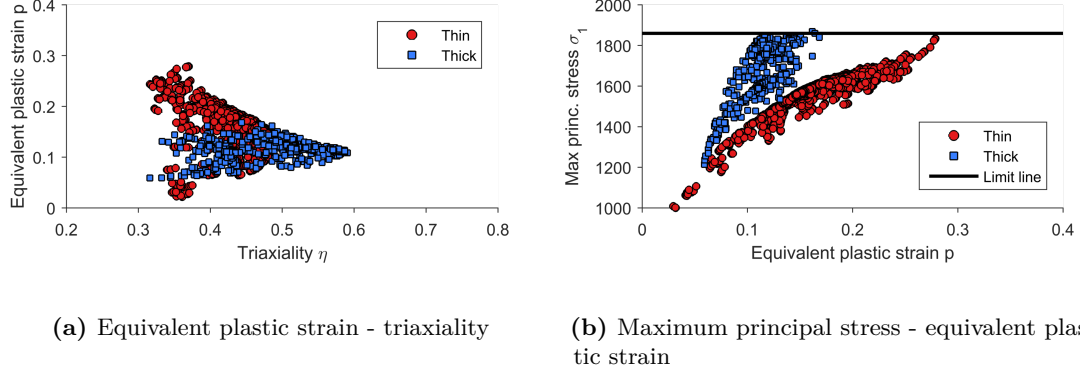 0.4
0.3
0.2
0.1
0
Equivalent plastic strain p
0.2 0.3 0.4 0.5 0.6 0.7 0.8
Triaxiality η
Thin
Thick
2000
1800
1600
1400
1200
1000
Max princ. stress σ1
0 0.1 0.2 0.3 0.4
Equivalent plastic strain p
Thin
Thick
Limit line
(a) Equivalent plastic strain - triaxiality
(b) Maximum principal stress - equivalent plas
tic strain